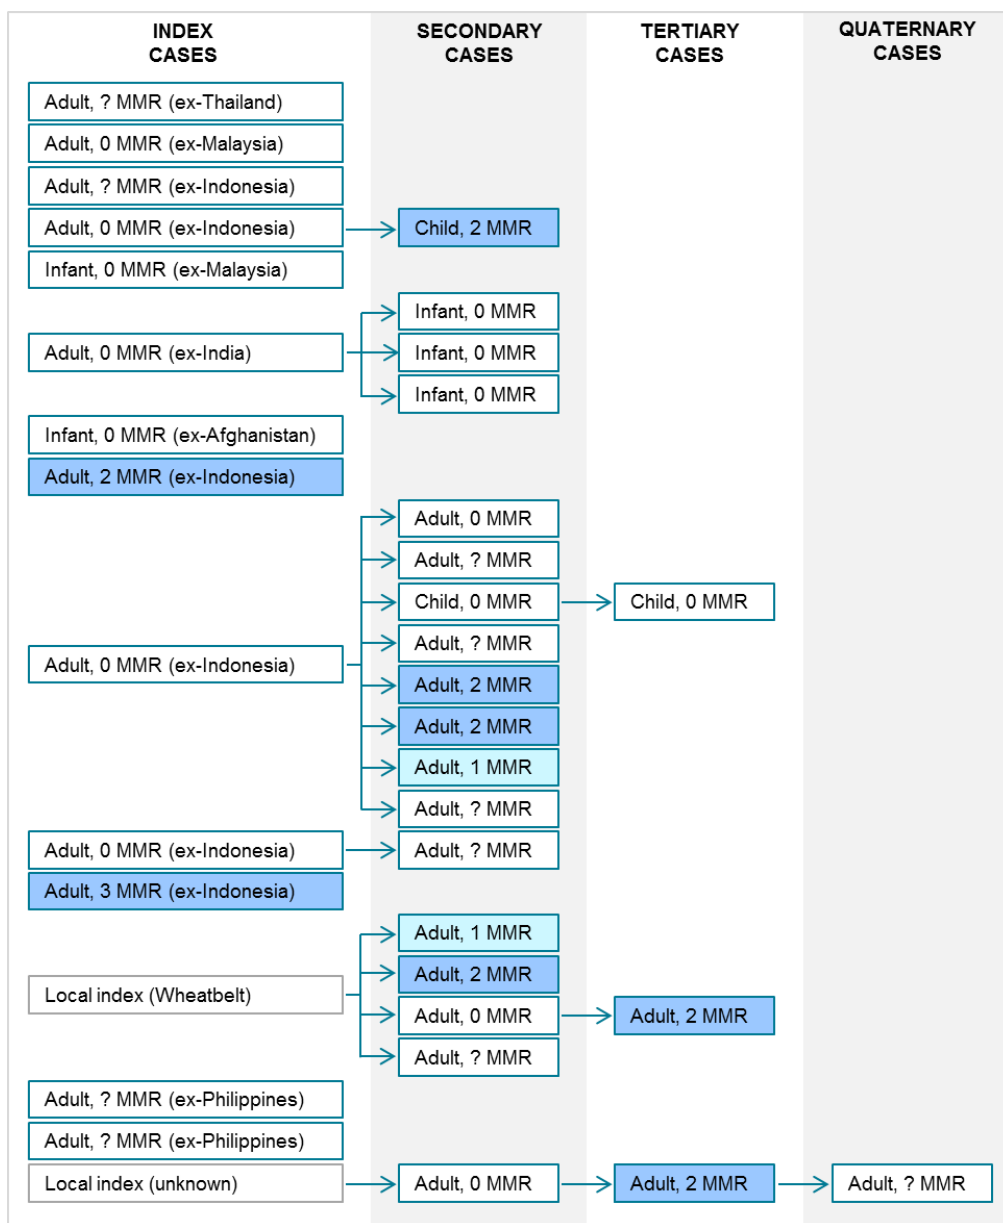 INDEX
CASES
SECONDARY
CASES
TERTIARY
CASES
QUATERNARY
CASES
Adult, ? MMR (ex-Thailand)
Adult, 0 MMR (ex-Malaysia)
Adult, ? MMR (ex-Indonesia)
Adult, 0 MMR (ex-Indonesia)
Child, 2 MMR
Infant, 0 MMR (ex-Malaysia)
Adult, 0 MMR (ex-India)
Infant, 0 MMR
Infant, 0 MMR
Infant, 0 MMR
Infant, 0 MMR (ex-Afghanistan)
Adult, 2 MMR (ex-Indonesia)
Adult, 0 MMR (ex-Indonesia)
Adult, 0 MMR
Adult, ? MMR
Child, 0 MMR
Child, 0 MMR
Adult, ? MMR
Adult, 2 MMR
Adult, 2 MMR
Adult, 1 MMR
Adult, ? MMR
Adult, 0 MMR (ex-Indonesia)
Adult, ? MMR
Adult, 3 MMR (ex-Indonesia)
Local index (Wheatbelt)
Adult, 1 MMR
Adult, 2 MMR
Adult, 0 MMR
Adult, 2 MMR
Adult, ? MMR
Adult, ? MMR (ex-Philippines)
Adult, ? MMR (ex-Philippines)
Local index (unknown)
Adult, 0 MMR
Adult, 2 MMR
Adult, ? MMR